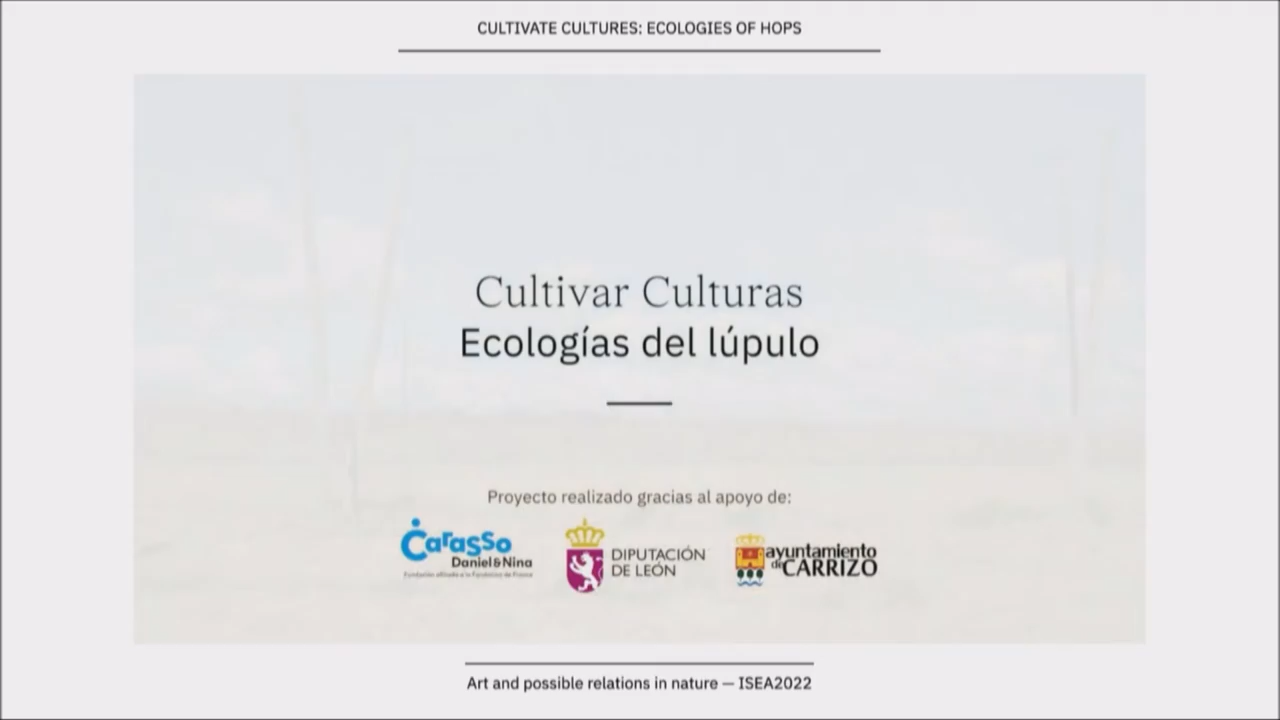 CULTIVATE CULTURES: ECOLOGIES OF HOPS
Cultivar Culturas
Ecologías del lúpulo
Proyecto realizado gracias al apoyo de:
Carasso
Daniel&Nina
DIPUTACIÓN
DE LEÓN
ayuntamiento
de CARRIZO
Art and possible relations in nature — ISEA2022